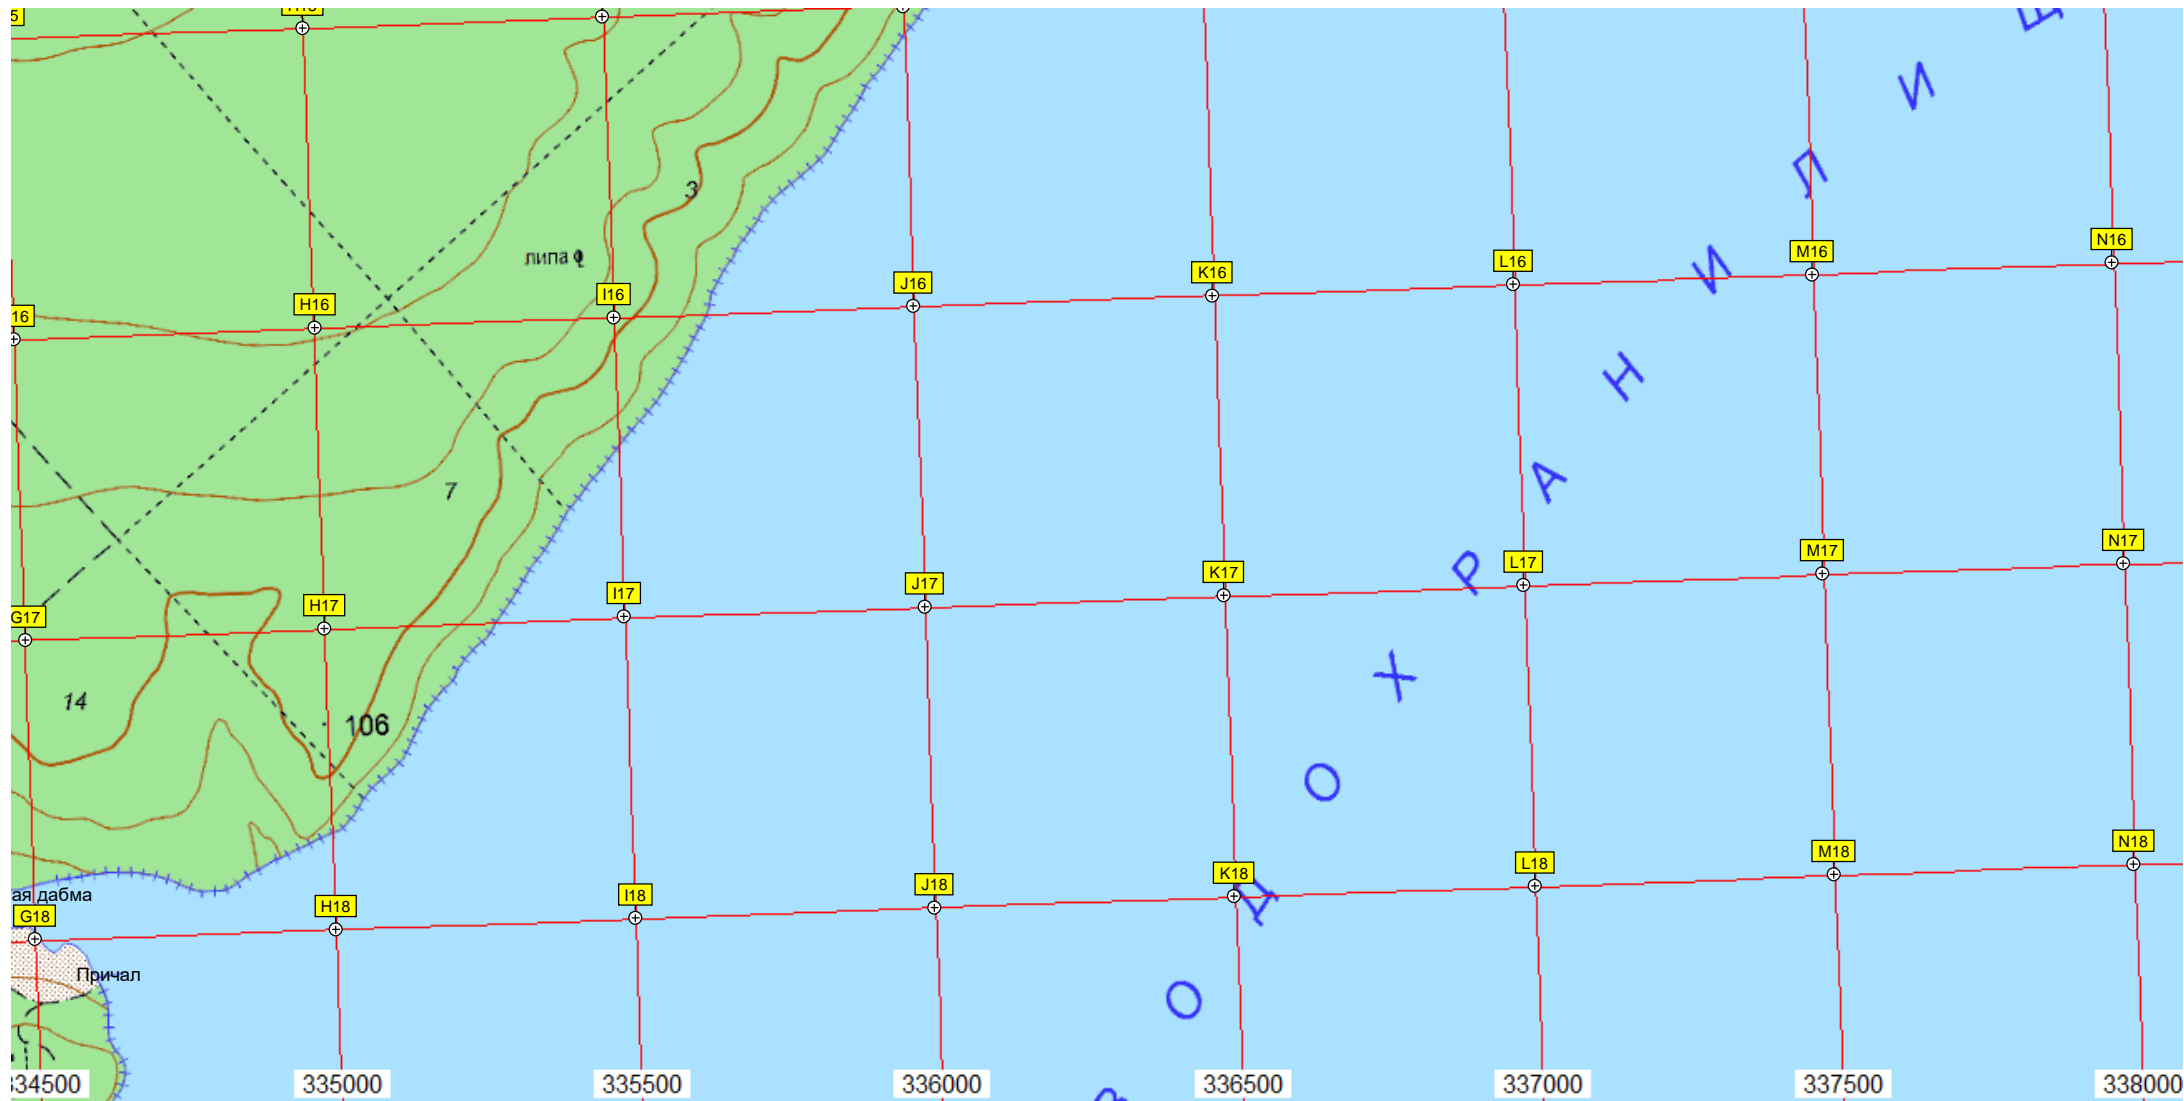 Щ
И
Л
И
Н
А
Р
Х
О
Д
О
3
липа
N16
M16
L16
K16
J16
I16
H16
16
7
N17
M17
L17
K17
J17
I17
H17
G17
14
106
N18
M18
L18
K18
J18
I18
H18
ая дабма
G18
Причал
334500 335000 335500 336000 336500 337000 337500 338000